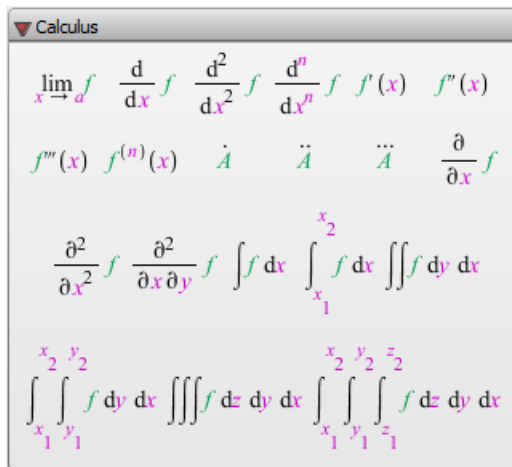 Calculus
lim x→a f d/dx f d²/dx² f dⁿ/dxⁿ f f'(x) f''(x)
f'''(x) f⁽ⁿ⁾(x) Ȧ Ä A⃛ ∂/∂x f
∂²/∂x² f ∂²/∂x∂y f ∫f dx ∫_{x₁}^{x₂} f dx ∬f dy dx
∫_{x₁}^{x₂} ∫_{y₁}^{y₂} f dy dx ∭f dz dy dx ∫_{x₁}^{x₂} ∫_{y₁}^{y₂} ∫_{z₁}^{z₂} f dz dy dx